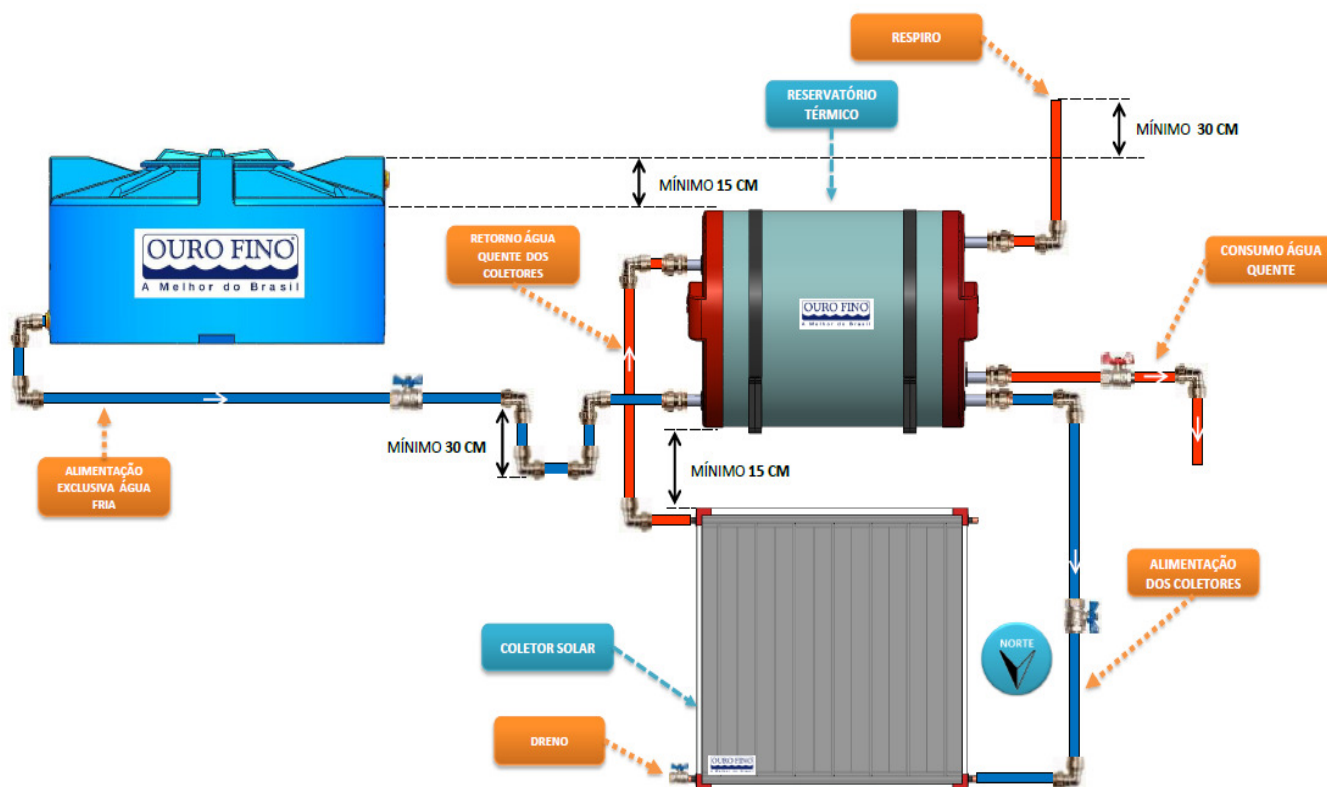 RESPIRO
RESERVATÓRIO
TÉRMICO
MÍNIMO 30 CM
MÍNIMO 15 CM
OURO FINO
A Melhor do Brasil
RETORNO ÁGUA
QUENTE DOS
COLETORES
CONSUMO ÁGUA
QUENTE
OURO FINO
A Melhor do Brasil
MÍNIMO 30 CM
MÍNIMO 15 CM
ALIMENTAÇÃO
EXCLUSIVA ÁGUA
FRIA
ALIMENTAÇÃO
DOS COLETORES
NORTE
COLETOR SOLAR
DRENO
OURO FINO